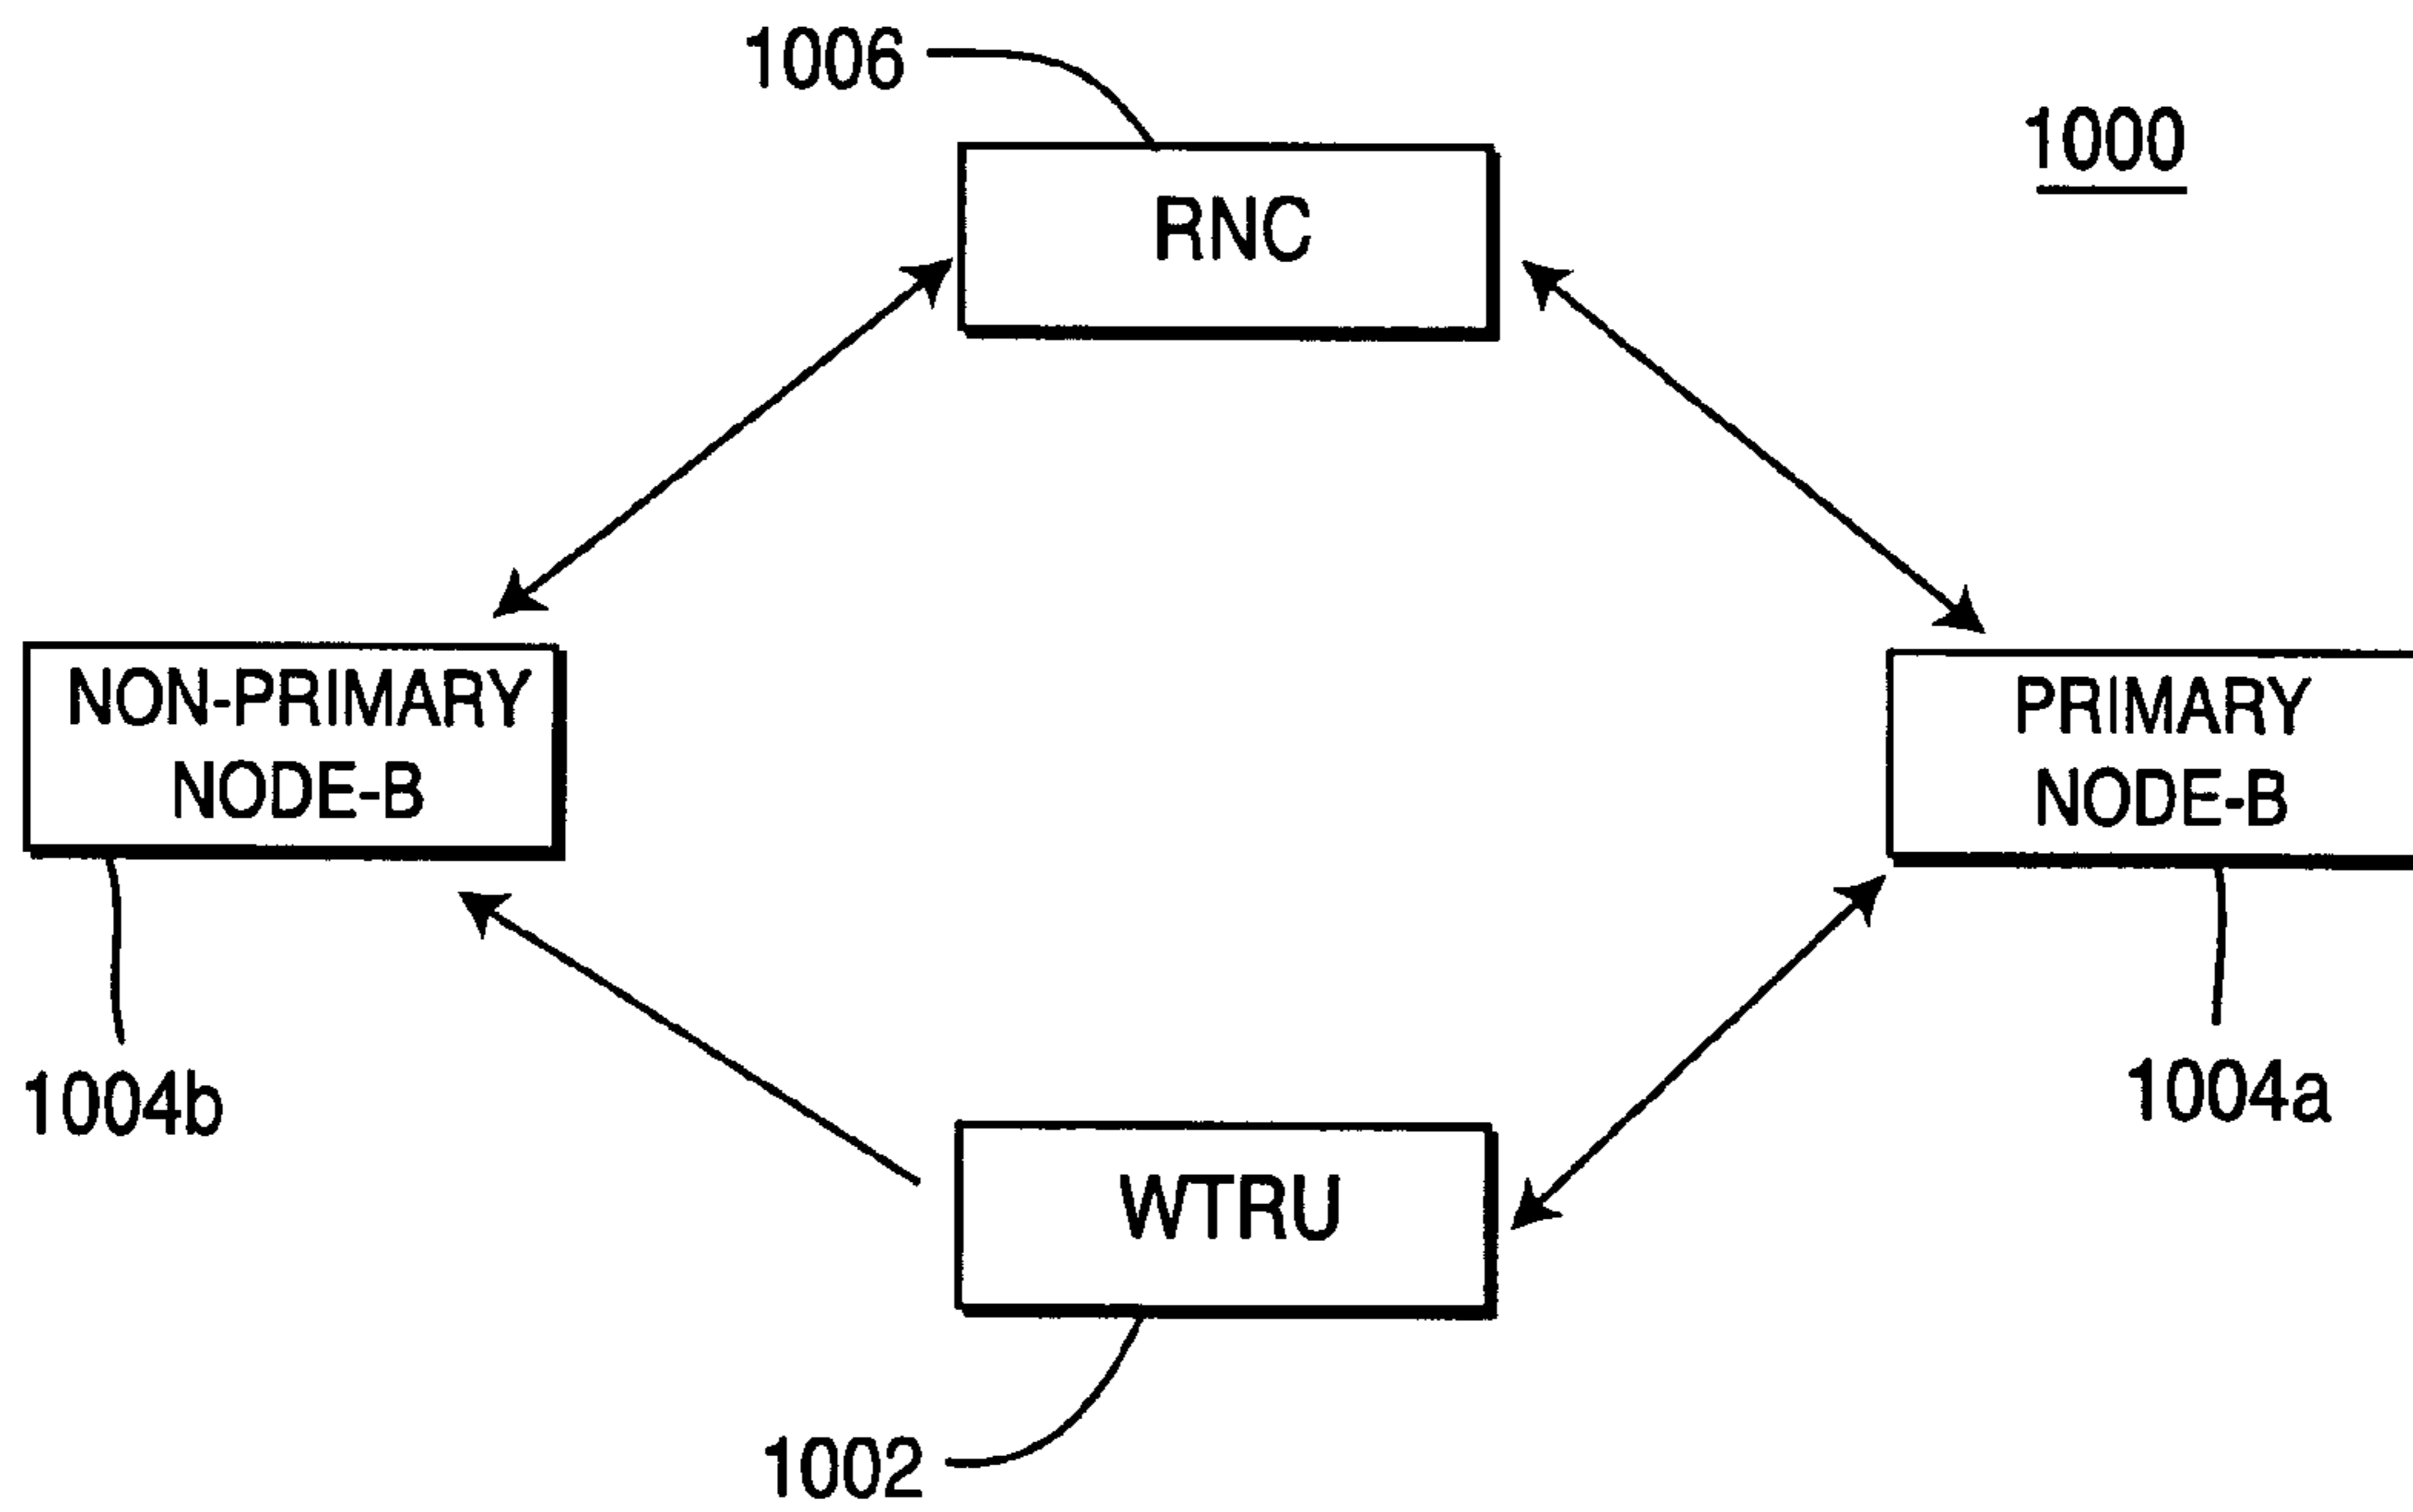 1006
1000
RNC
NON-PRIMARY
NODE-B
PRIMARY
NODE-B
1004b
1004a
WTRU
1002